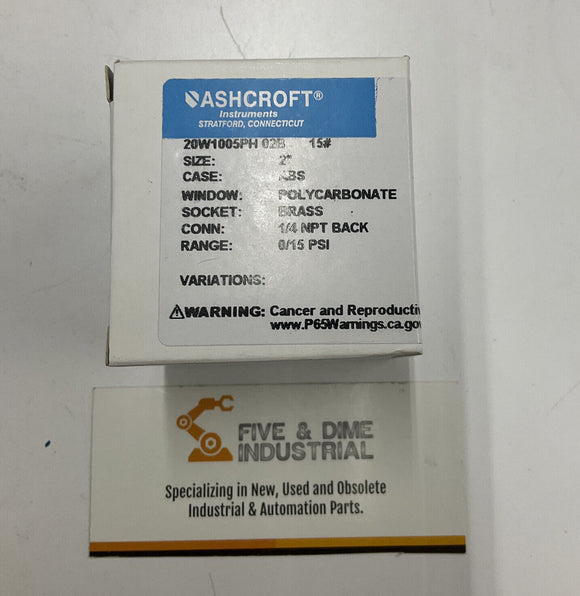 ASHCROFT®
Instruments
STRATFORD, CONNECTICUT
20W1005PH 02B 15#
SIZE: 2"
CASE: ABS
WINDOW: POLYCARBONATE
SOCKET: BRASS
CONN: 1/4 NPT BACK
RANGE: 0/15 PSI
VARIATIONS:
⚠WARNING: Cancer and Reproductiv
www.P65Warnings.ca.gov
FIVE & DIME
INDUSTRIAL
Specializing in New, Used and Obsolete
Industrial & Automation Parts.